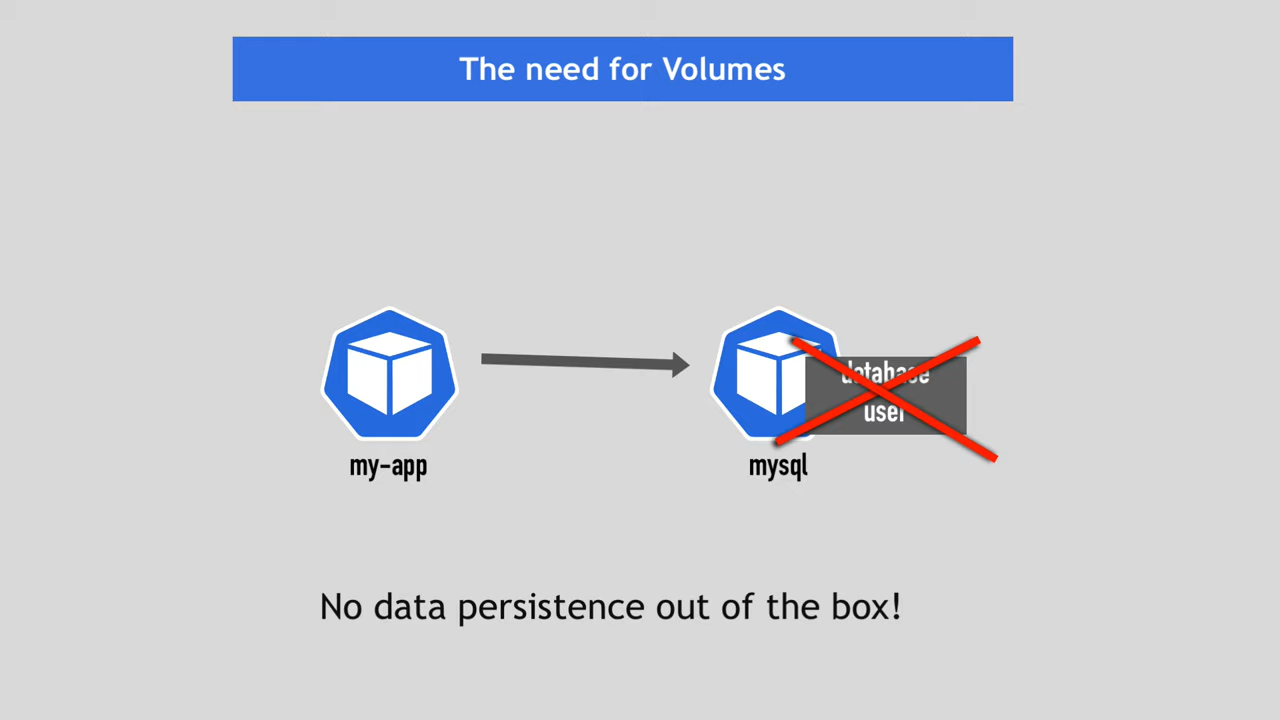 The need for Volumes
database
user
my-app
mysql
No data persistence out of the box!